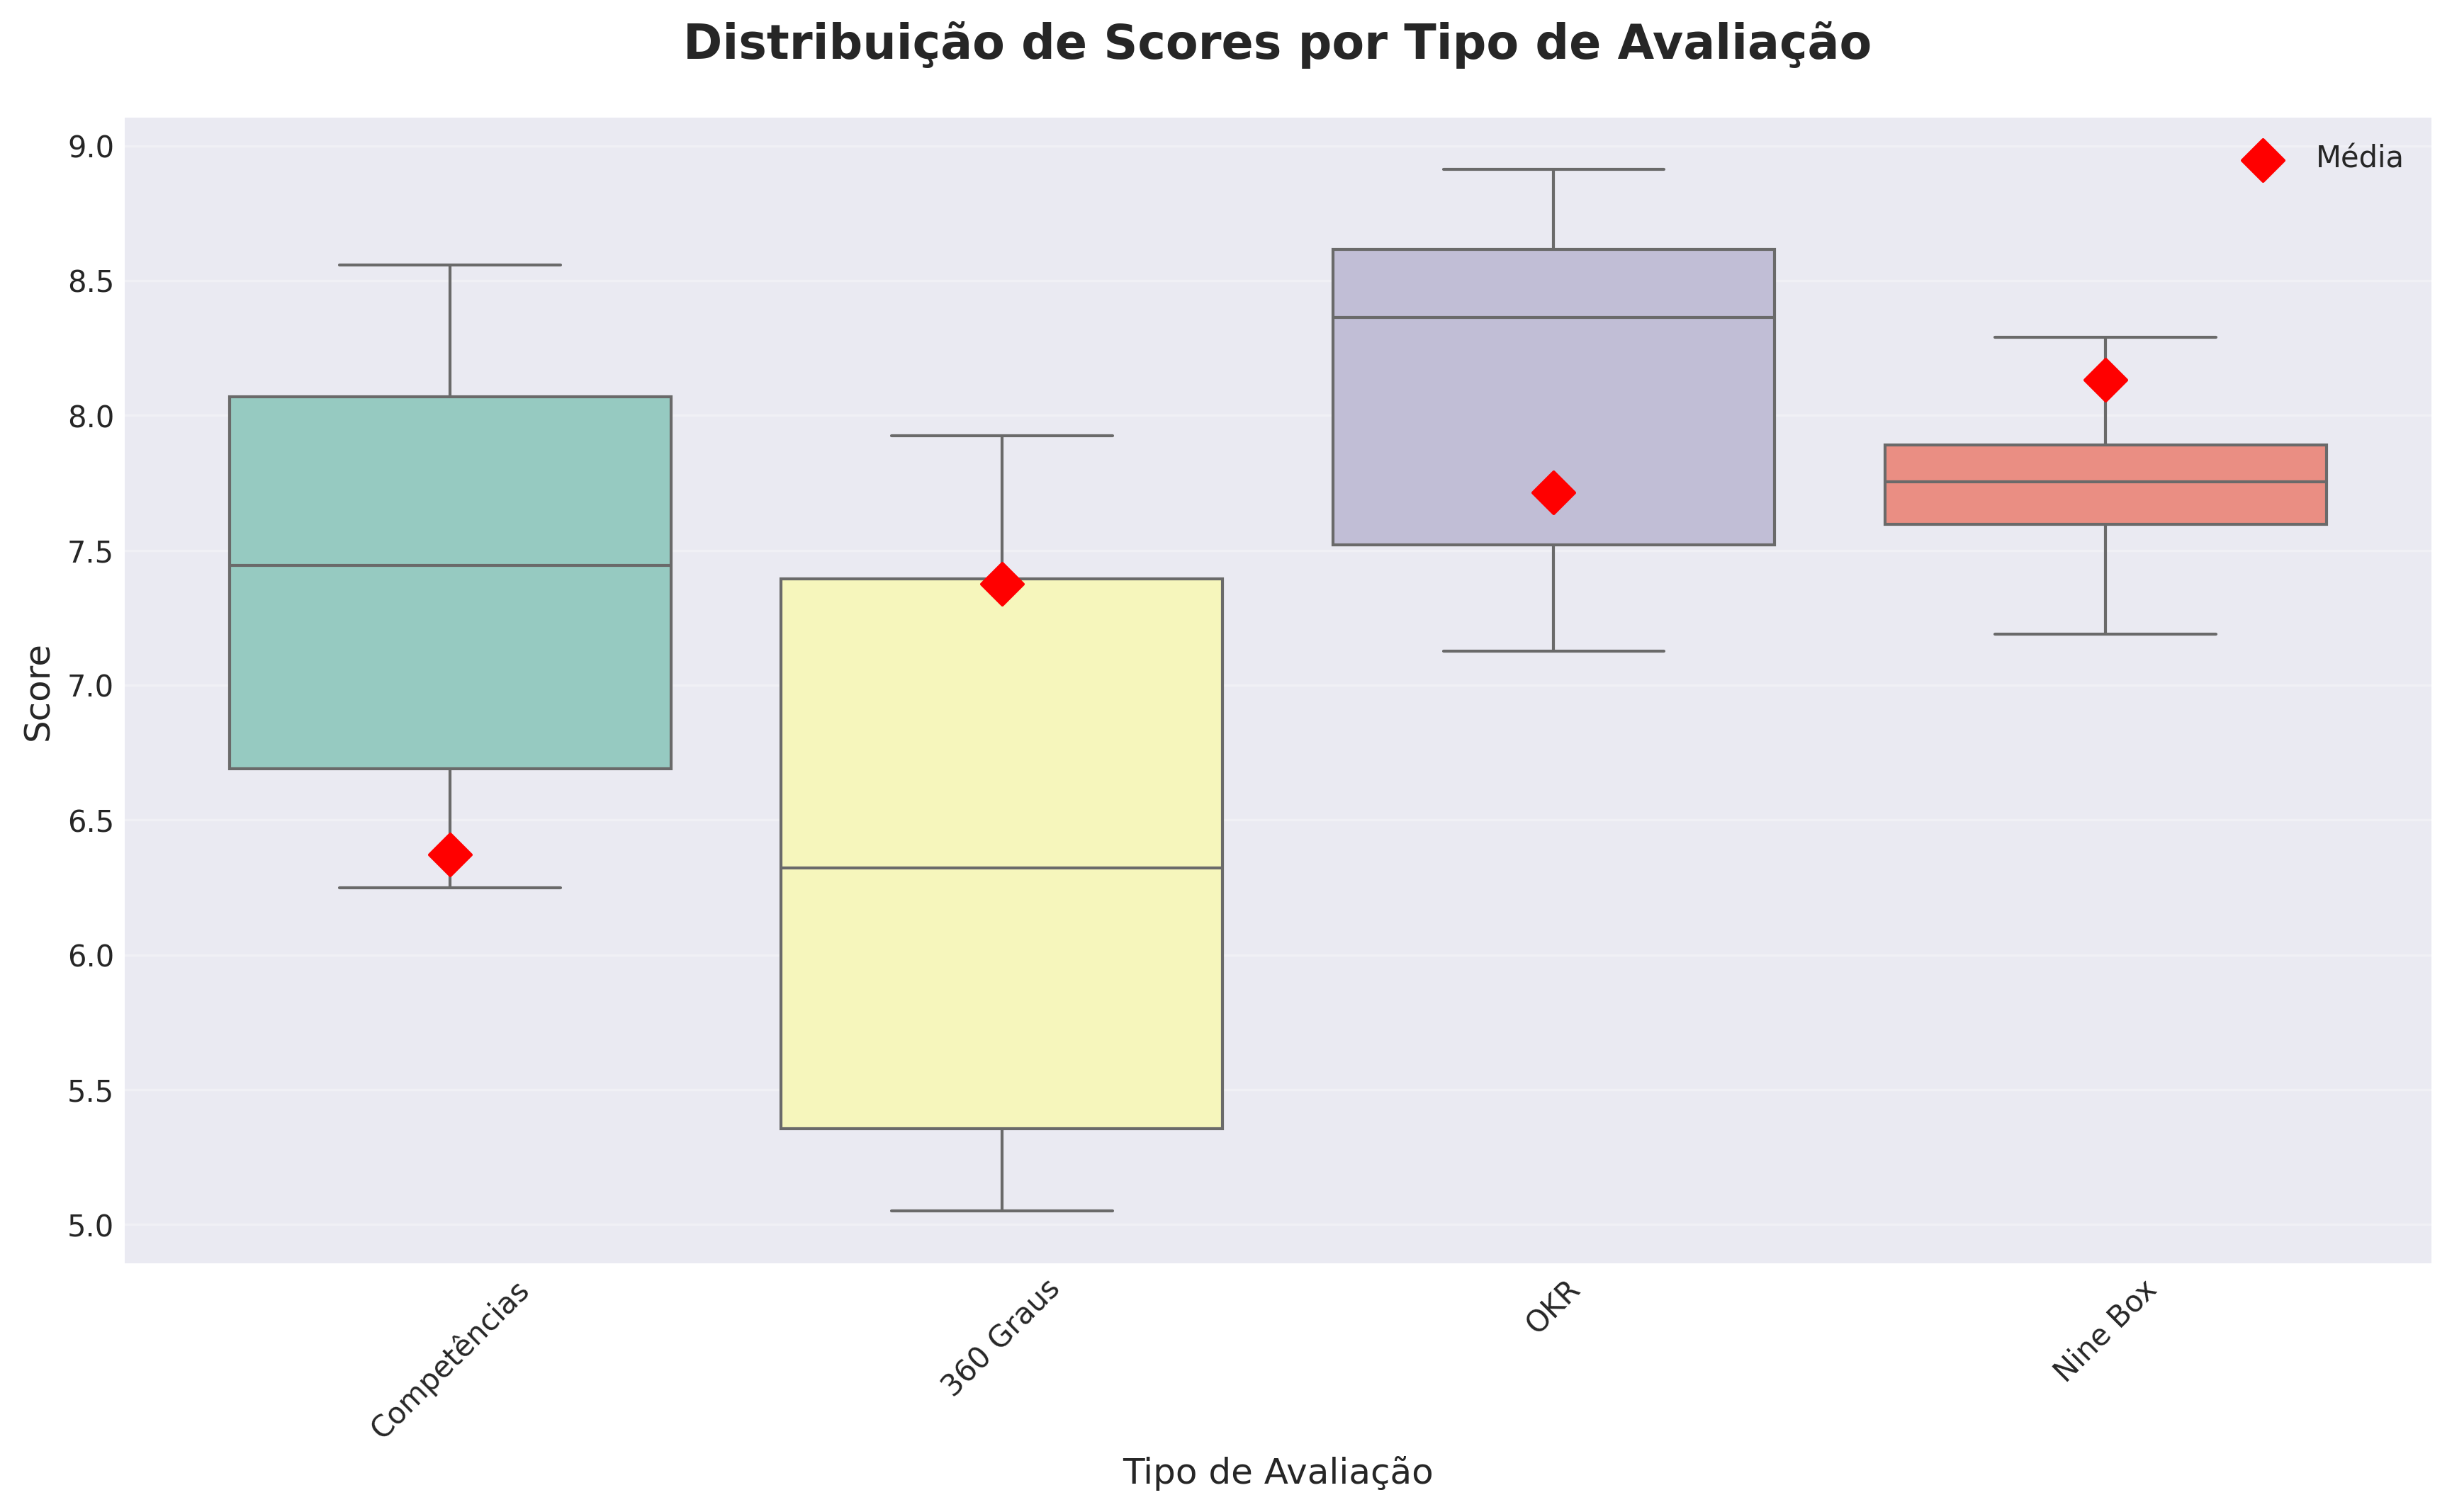 Distribuição de Scores por Tipo de Avaliação
Média
Score
9.0
8.5
8.0
7.5
7.0
6.5
6.0
5.5
5.0
Competências
360 Graus
OKR
Nine Box
Tipo de Avaliação